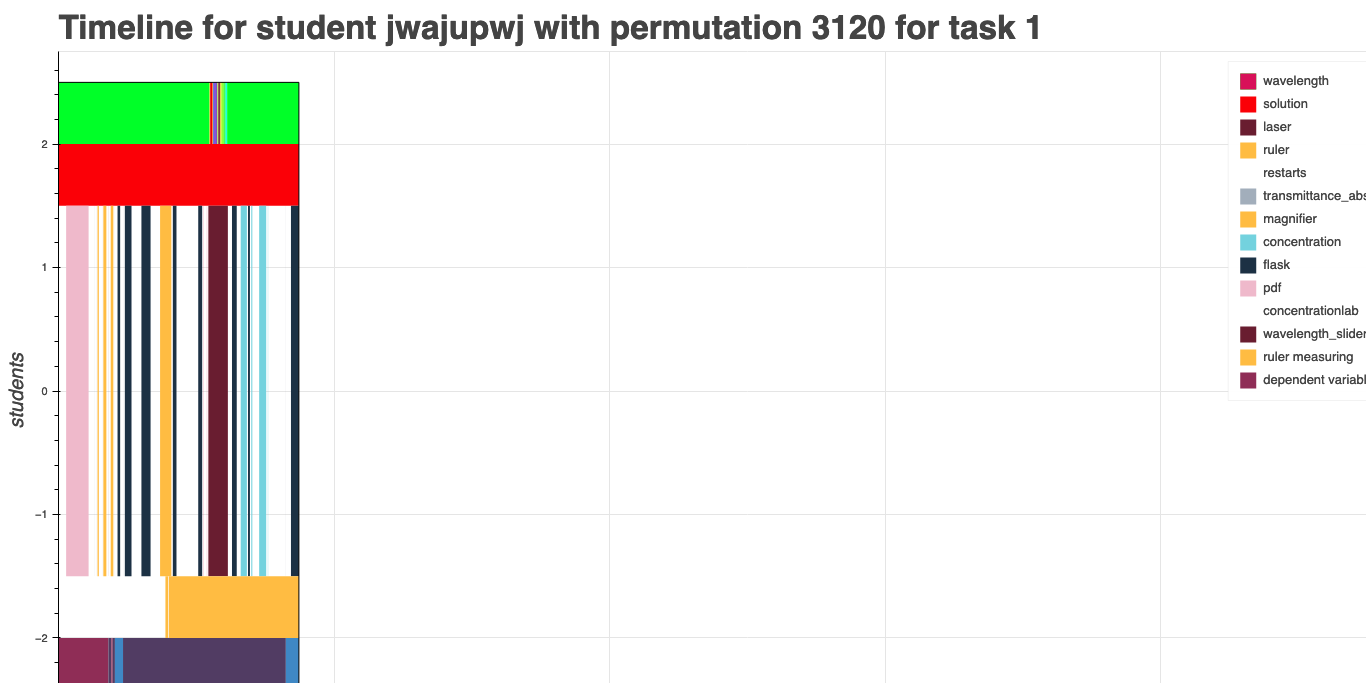 Timeline for student jwajupwj with permutation 3120 for task 1
2
1
0
−1
−2
students
wavelength
solution
laser
ruler
restarts
transmittance_abs
magnifier
concentration
flask
pdf
concentrationlab
wavelength_slider
ruler measuring
dependent variabl